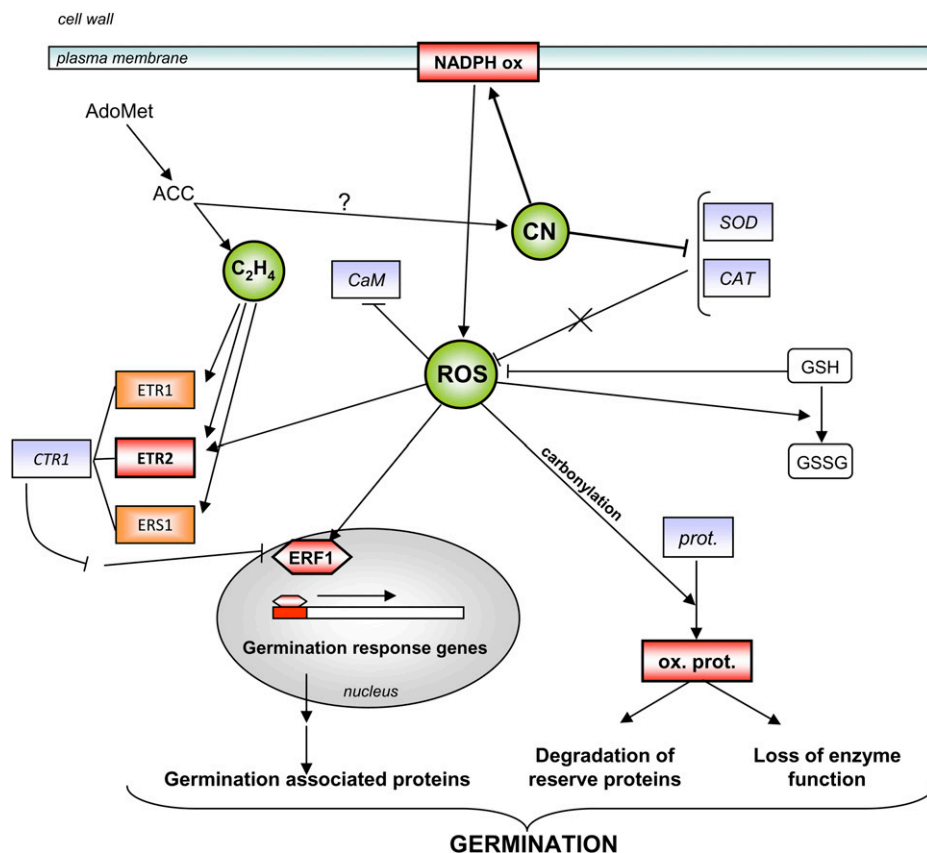 cell wall
plasma membrane
NADPH ox
AdoMet
ACC
?
CN
SOD
CAT
C₂H₄
CaM
ROS
GSH
GSSG
ETR1
CTR1
ETR2
ERS1
carbonylation
prot.
ERF1
Germination response genes
nucleus
ox. prot.
Germination associated proteins
Degradation of
reserve proteins
Loss of enzyme
function
GERMINATION